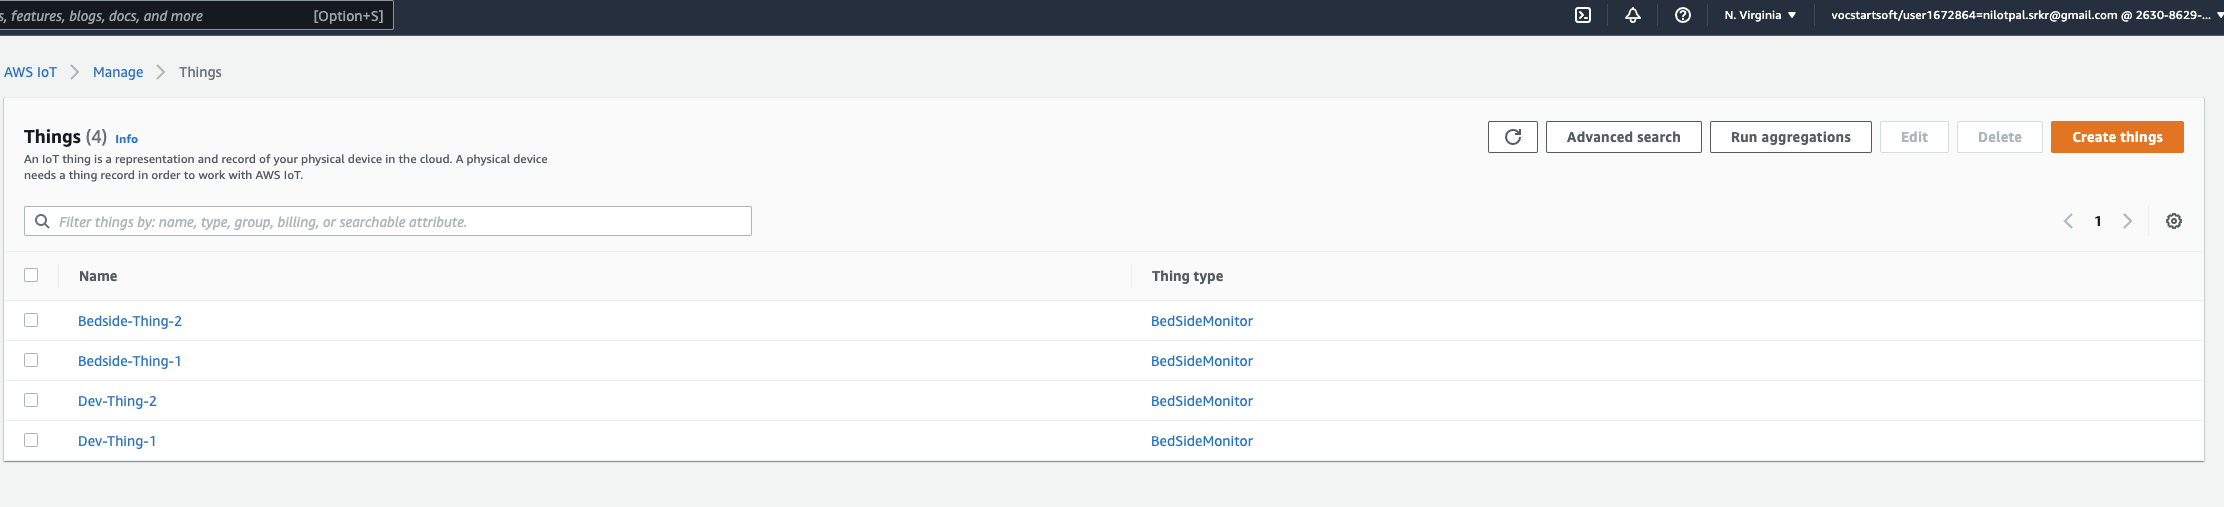 s, features, blogs, docs, and more [Option+S] N. Virginia vocstartsoft/user1672864=nilotpal.srkr@gmail.com @ 2630-8629-...
AWS IoT Manage Things
Things (4) Info
An IoT thing is a representation and record of your physical device in the cloud. A physical device
needs a thing record in order to work with AWS IoT.
Advanced search Run aggregations Edit Delete Create things
Filter things by: name, type, group, billing, or searchable attribute.
1
Name Thing type
Bedside-Thing-2 BedSideMonitor
Bedside-Thing-1 BedSideMonitor
Dev-Thing-2 BedSideMonitor
Dev-Thing-1 BedSideMonitor